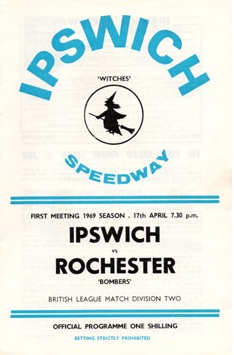 IPSWICH
'WITCHES'
SPEEDWAY
FIRST MEETING 1969 SEASON . 17th APRIL 7.30 p.m.
IPSWICH
vs
ROCHESTER
'BOMBERS'
BRITISH LEAGUE MATCH DIVISION TWO
OFFICIAL PROGRAMME ONE SHILLING
BETTING STRICTLY PROHIBITED